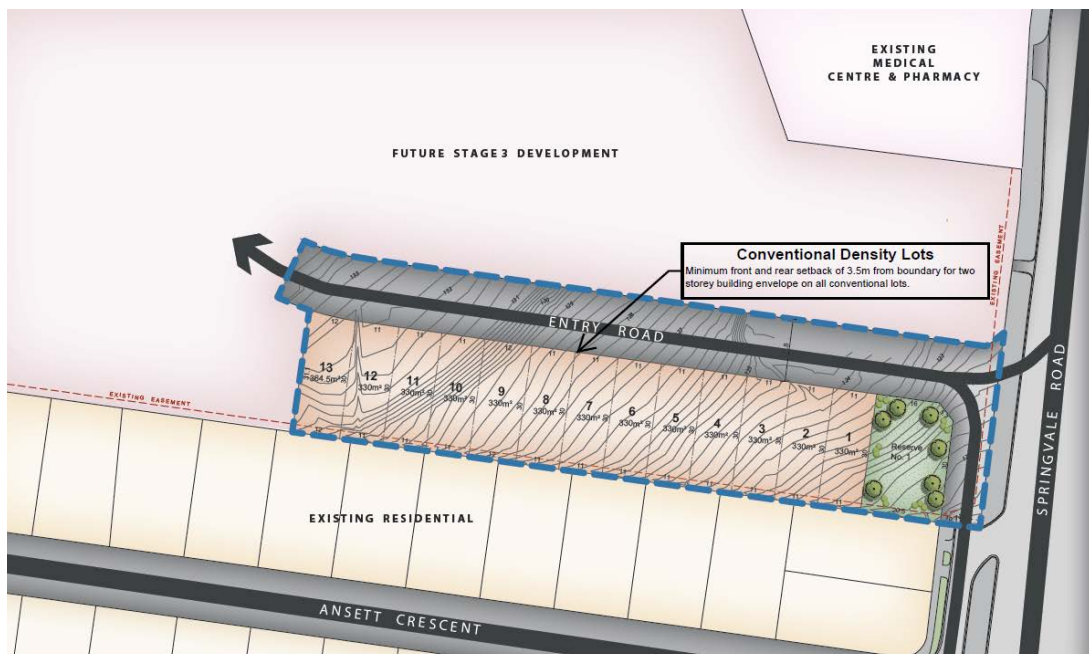 EXISTING
MEDICAL
CENTRE & PHARMACY
FUTURE STAGE 3 DEVELOPMENT
Conventional Density Lots
Minimum front and rear setback of 3.5m from boundary for two
storey building envelope on all conventional lots.
EXISTING EASEMENT
ENTRY ROAD
SPRINGVALE ROAD
13
364.5m²
12
330m²
11
330m²
10
330m²
9
330m²
8
330m²
7
330m²
6
330m²
5
330m²
4
330m²
3
330m²
2
330m²
1
330m²
Reserve
No. 1
EXISTING EASEMENT
EXISTING RESIDENTIAL
ANSETT CRESCENT